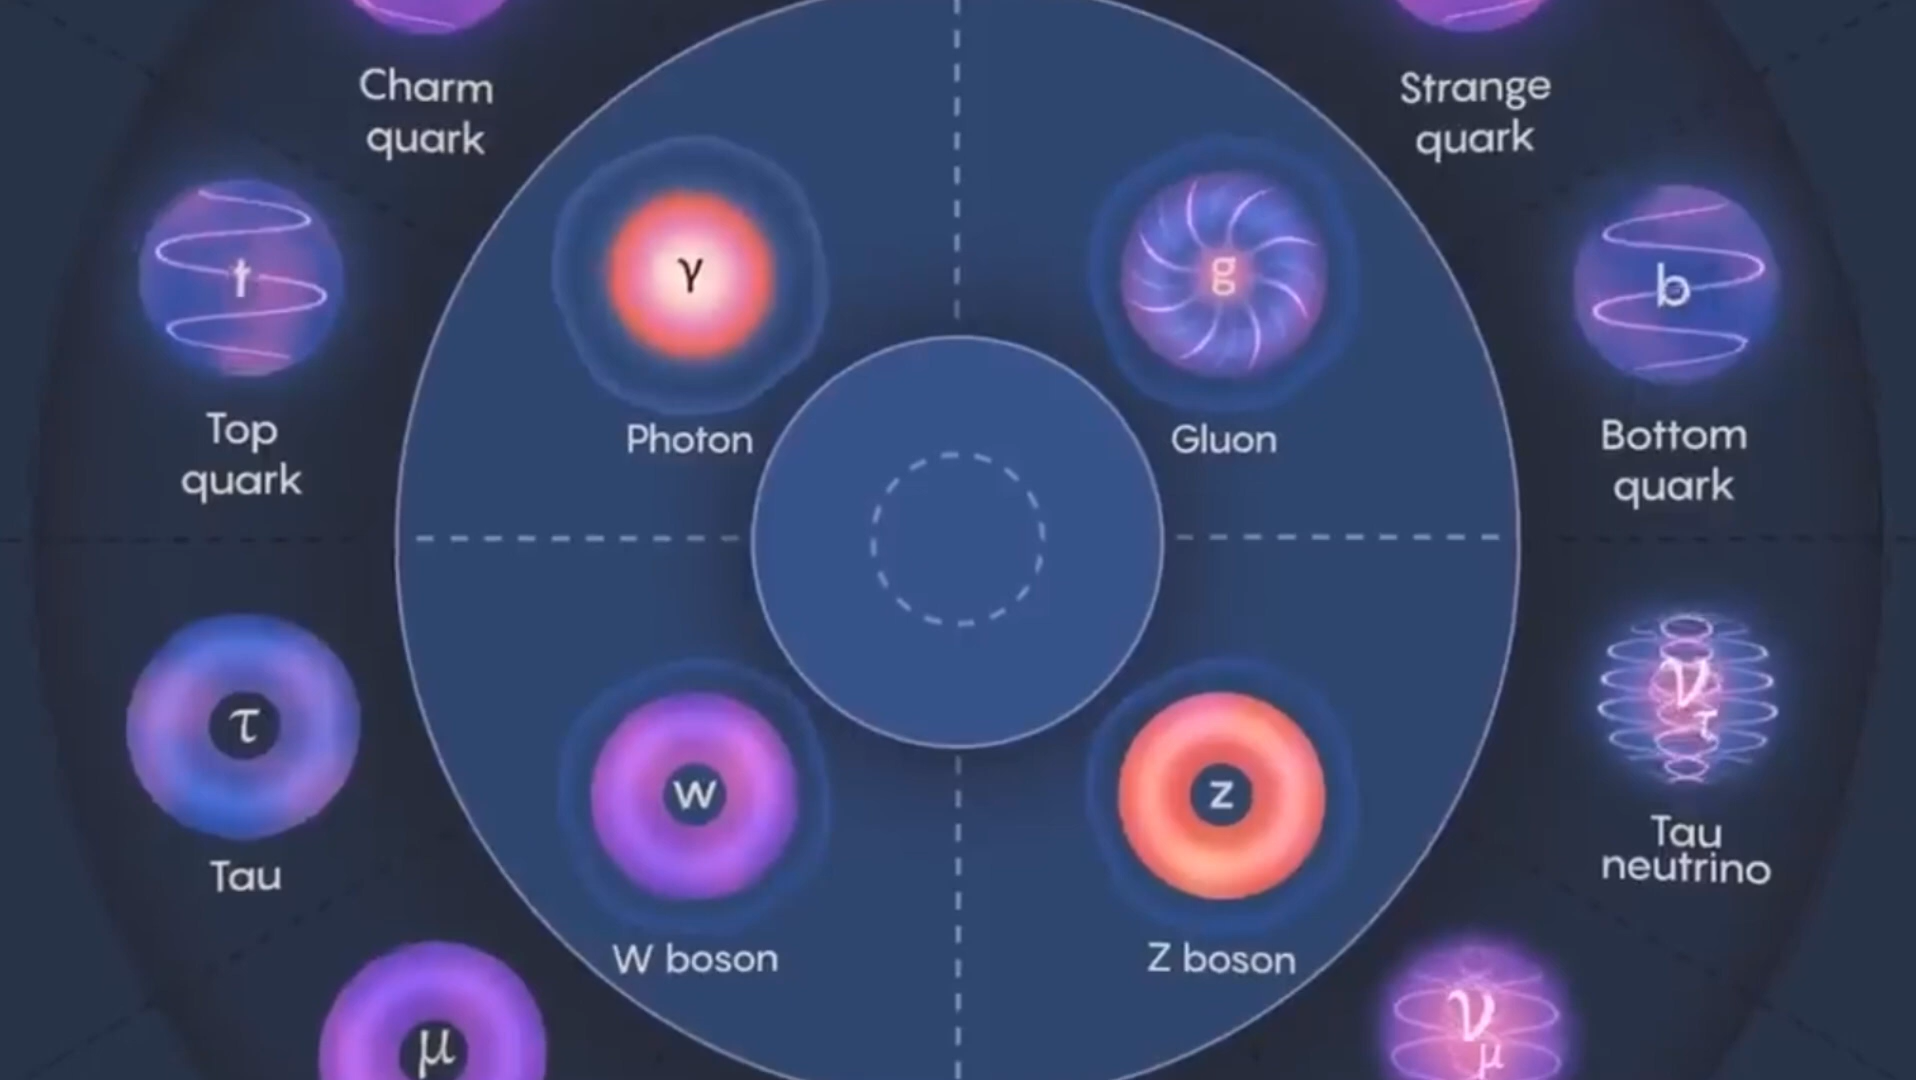 Charm
quark
Strange
quark
t
γ
g
b
Top
quark
Photon
Gluon
Bottom
quark
τ
W
Z
ν
τ
Tau
neutrino
Tau
W boson
Z boson
μ
ν
μ